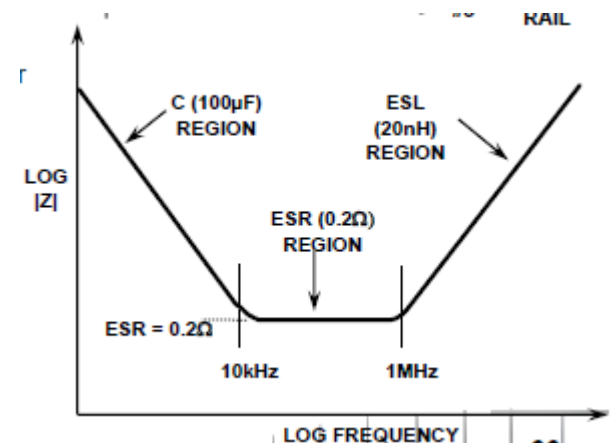 RAIL
C (100µF)
REGION
ESL
(20nH)
REGION
LOG
|Z|
ESR (0.2Ω)
REGION
ESR = 0.2Ω
10kHz
1MHz
LOG FREQUENCY